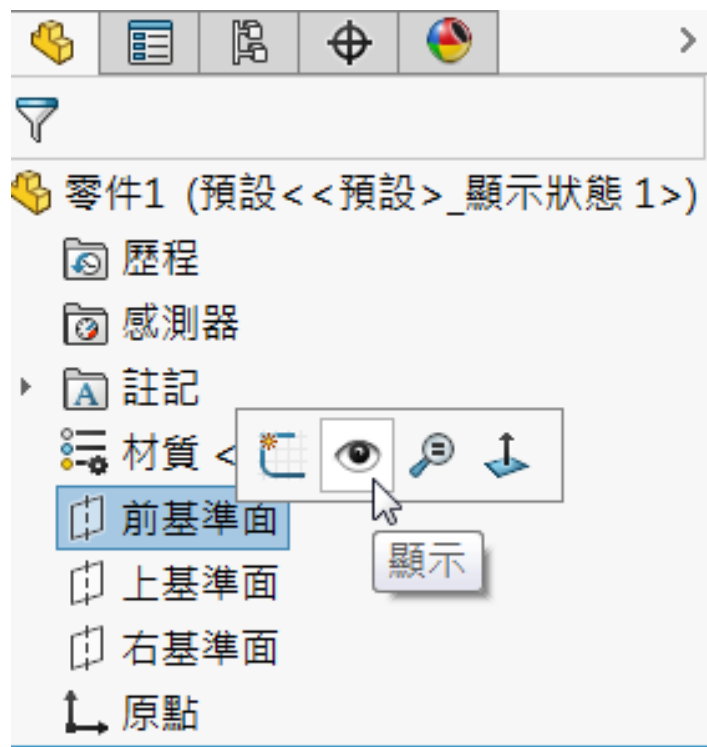 零件1 (預設<<預設>_顯示狀態 1>)
歷程
感測器
A 註記
材質 <
前基準面
顯示
上基準面
右基準面
原點